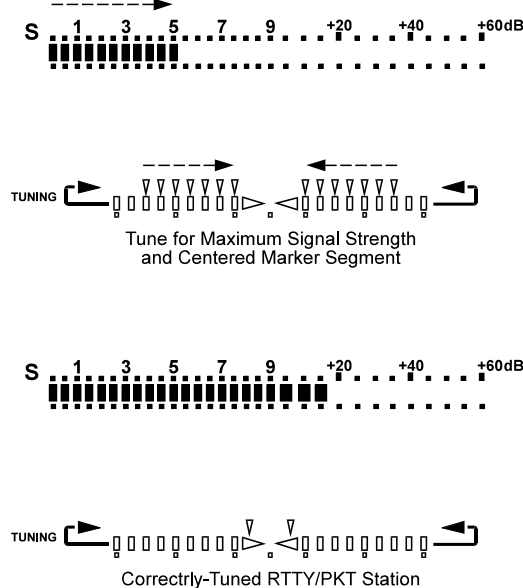 S 1 3 5 7 9 +20 +40 +60dB
TUNING
Tune for Maximum Signal Strength
and Centered Marker Segment
S 1 3 5 7 9 +20 +40 +60dB
TUNING
Correctrly-Tuned RTTY/PKT Station